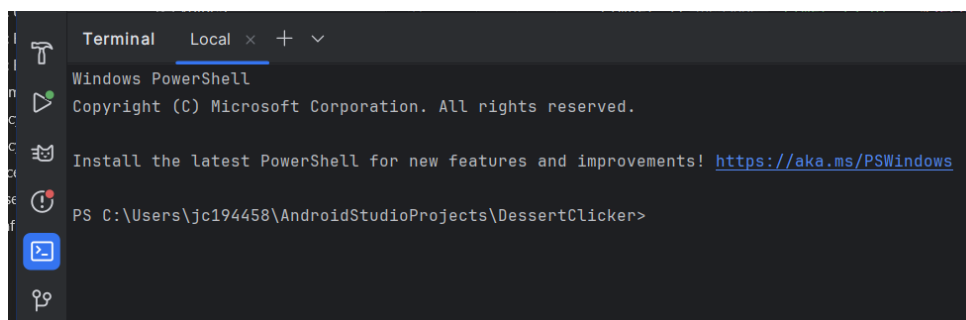 Terminal Local
Windows PowerShell
Copyright (C) Microsoft Corporation. All rights reserved.
Install the latest PowerShell for new features and improvements! https://aka.ms/PSWindows
PS C:\Users\jc194458\AndroidStudioProjects\DessertClicker>